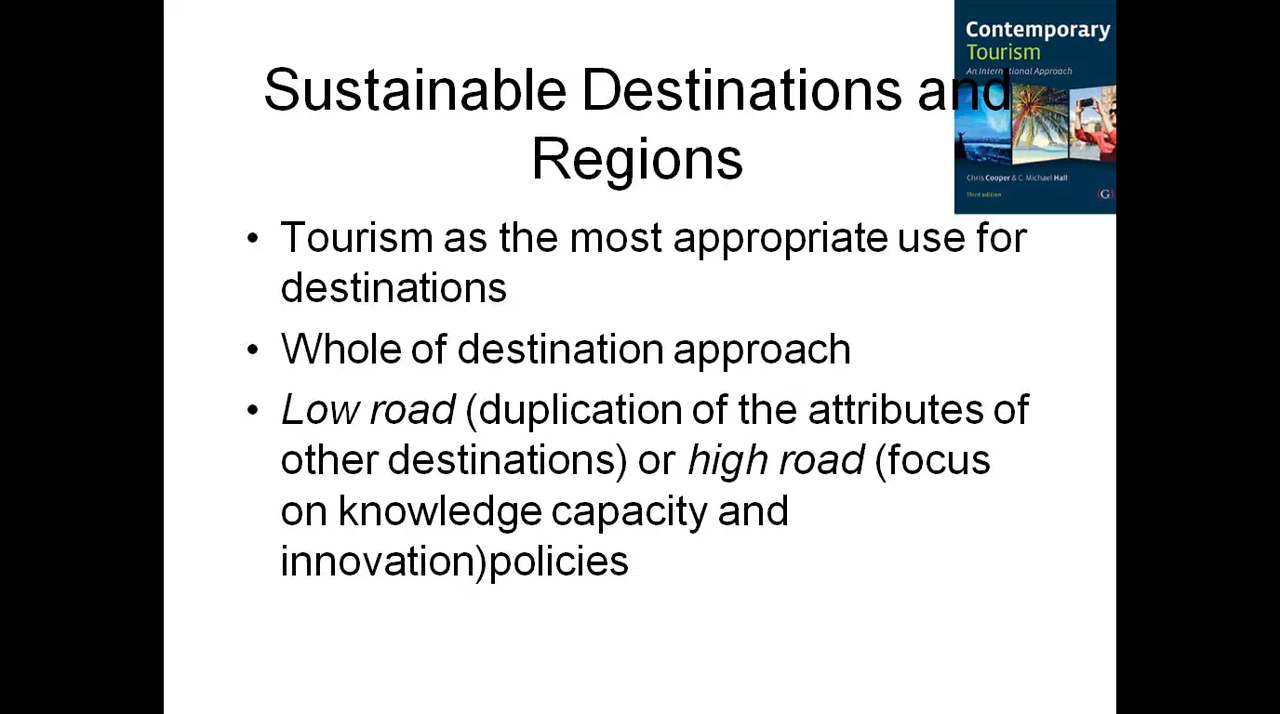 Contemporary
Tourism
An International Approach
Sustainable Destinations and
Regions
Chris Cooper & C. Michael Hall
Third edition
(G)
• Tourism as the most appropriate use for
destinations
• Whole of destination approach
• Low road (duplication of the attributes of
other destinations) or high road (focus
on knowledge capacity and
innovation)policies